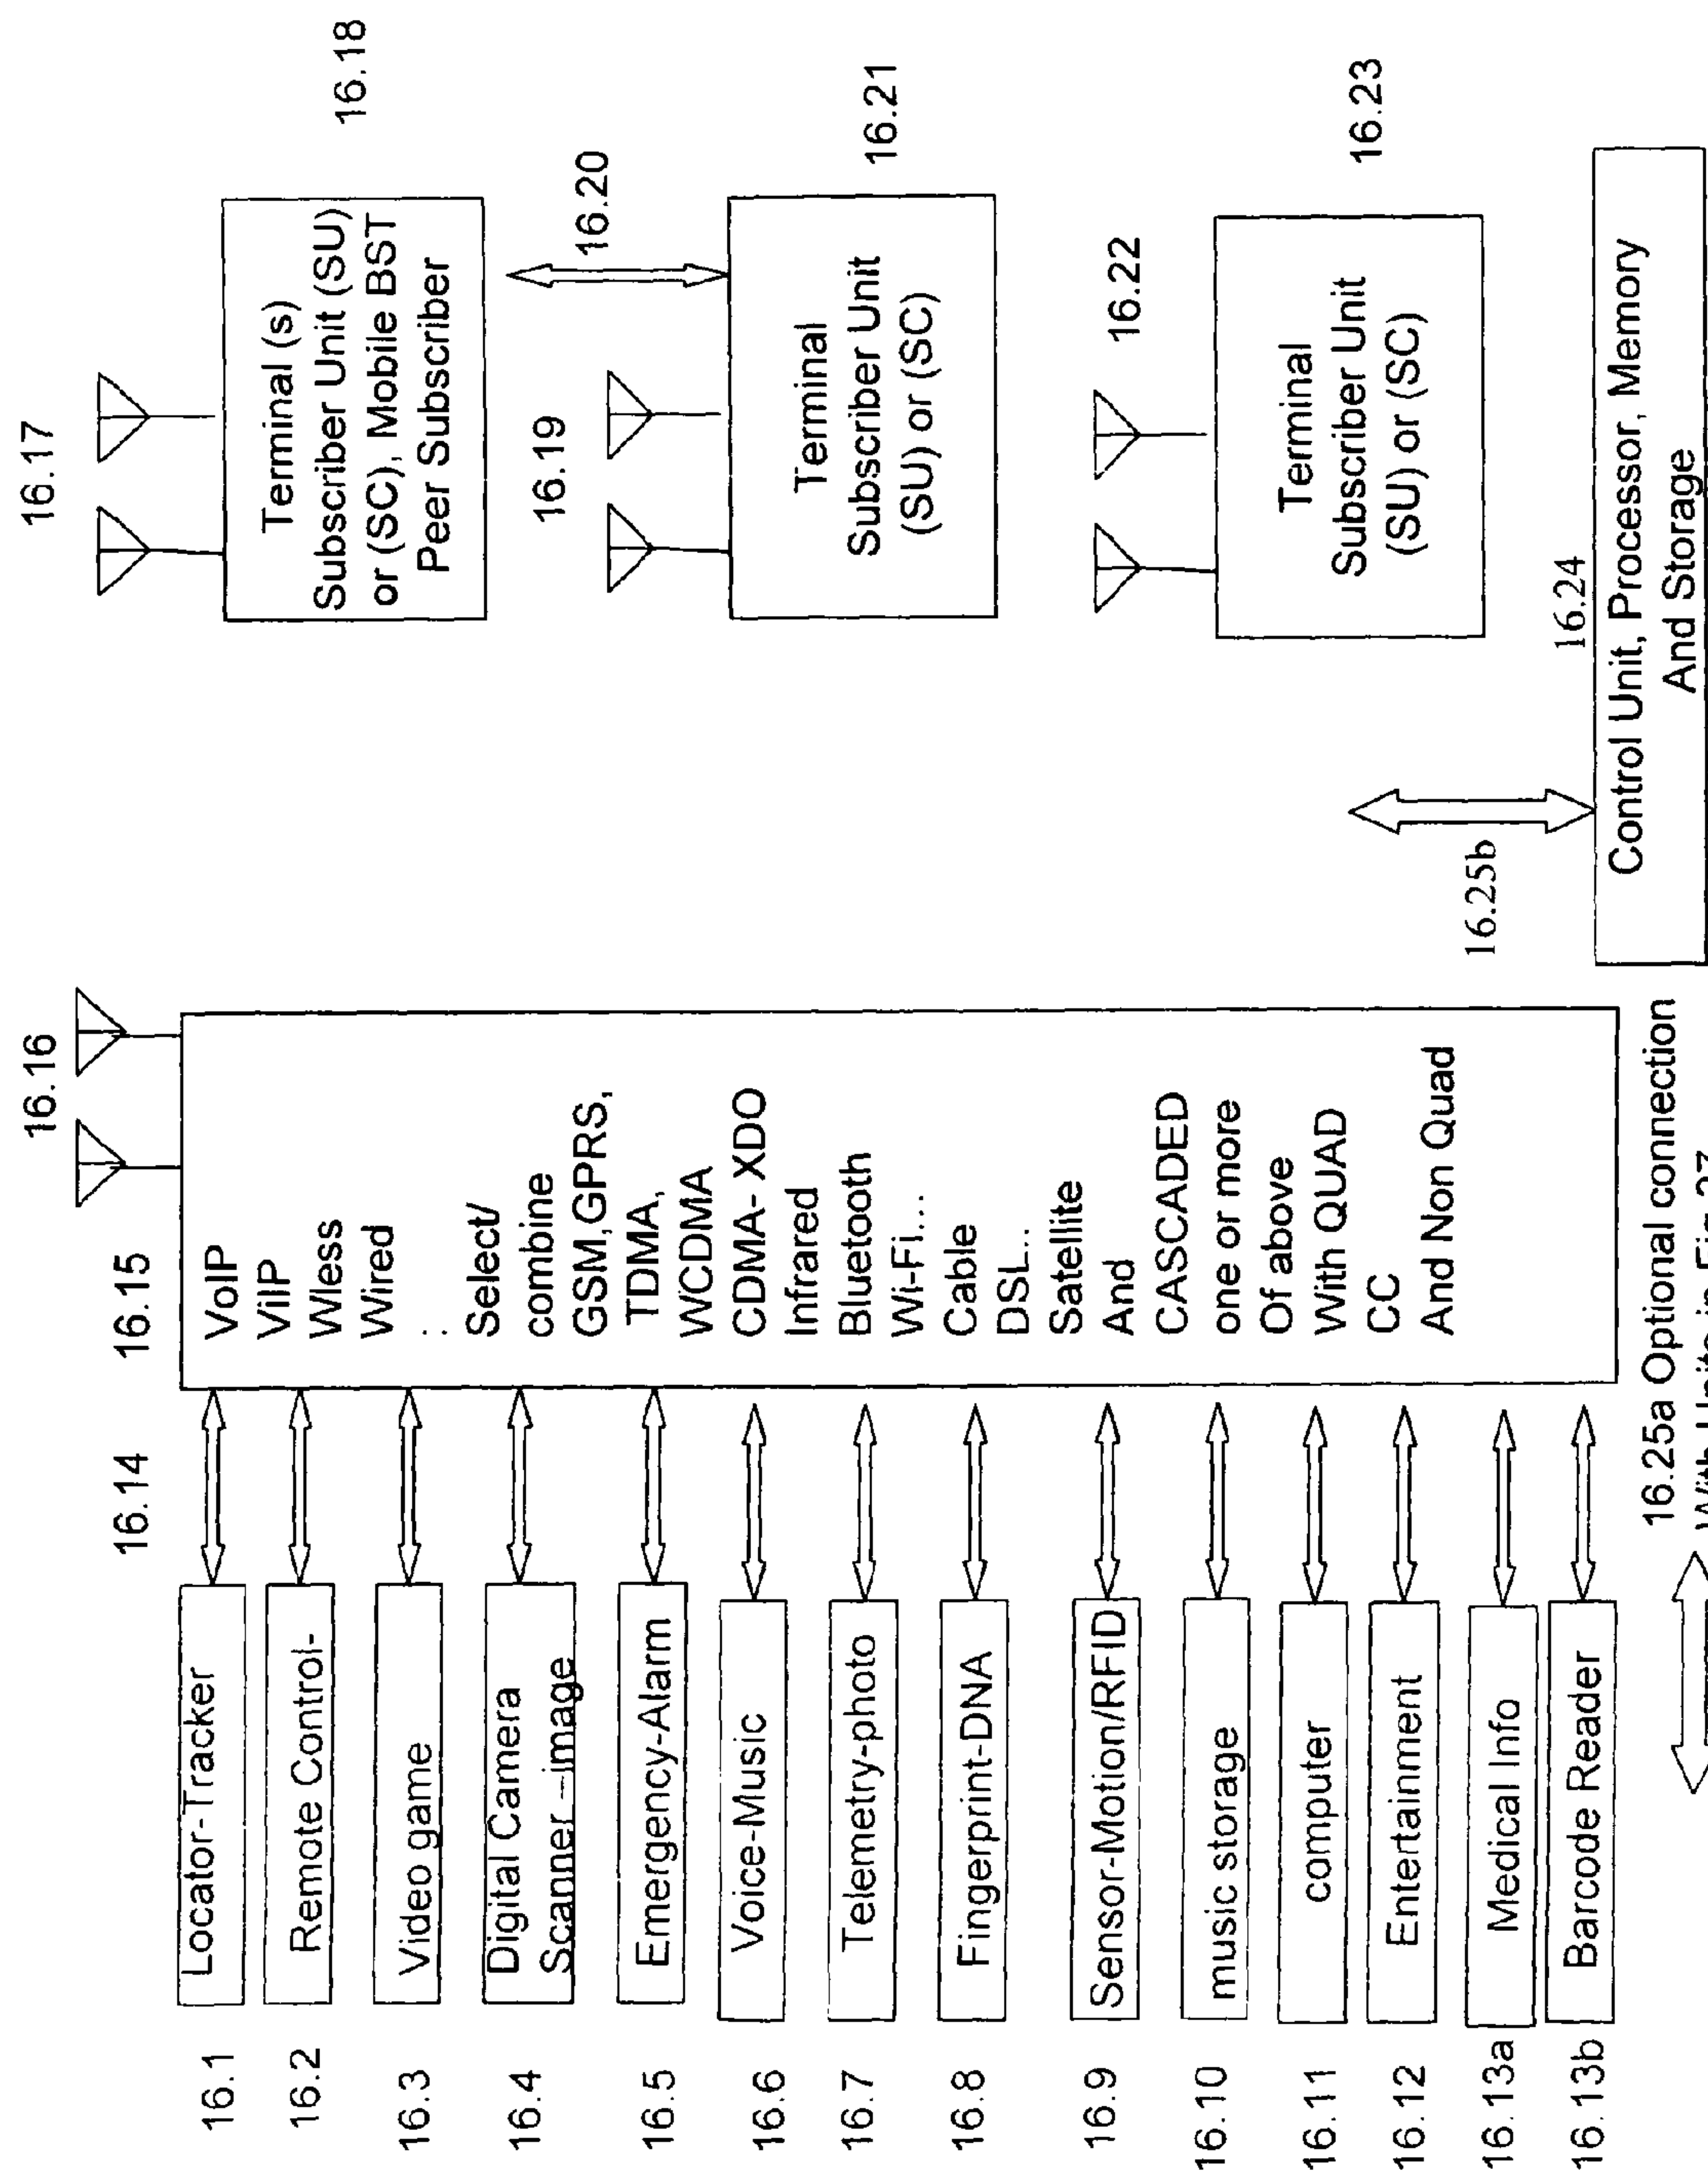 16.1
Locator-Tracker
16.2
Remote Control-
16.3
Video game
16.4
Digital Camera
Scanner –image
16.5
Emergency-Alarm
16.6
Voice-Music
16.7
Telemetry-photo
16.8
Fingerprint-DNA
16.9
Sensor-Motion/RFID
16.10
music storage
16.11
computer
16.12
Entertainment
16.13a
Medical Info
16.13b
Barcode Reader
16.14
16.15
16.16
VoIP
ViIP
Wless
Wired
..
Select/
combine
GSM,GPRS,
TDMA,
WCDMA
CDMA- XDO
Infrared
Bluetooth
Wi-Fi...
Cable
DSL..
Satellite
And
CASCADED
one or more
Of above
With QUAD
CC
And Non Quad
16.25a Optional connection
With Units in Fig 23
16.17
Terminal (s)
Subscriber Unit (SU)
or (SC), Mobile BST
Peer Subscriber
16.18
16.19
16.20
Terminal
Subscriber Unit
(SU) or (SC)
16.21
16.22
Terminal
Subscriber Unit
(SU) or (SC)
16.23
16.25b
16.24
Control Unit, Processor, Memory
And Storage